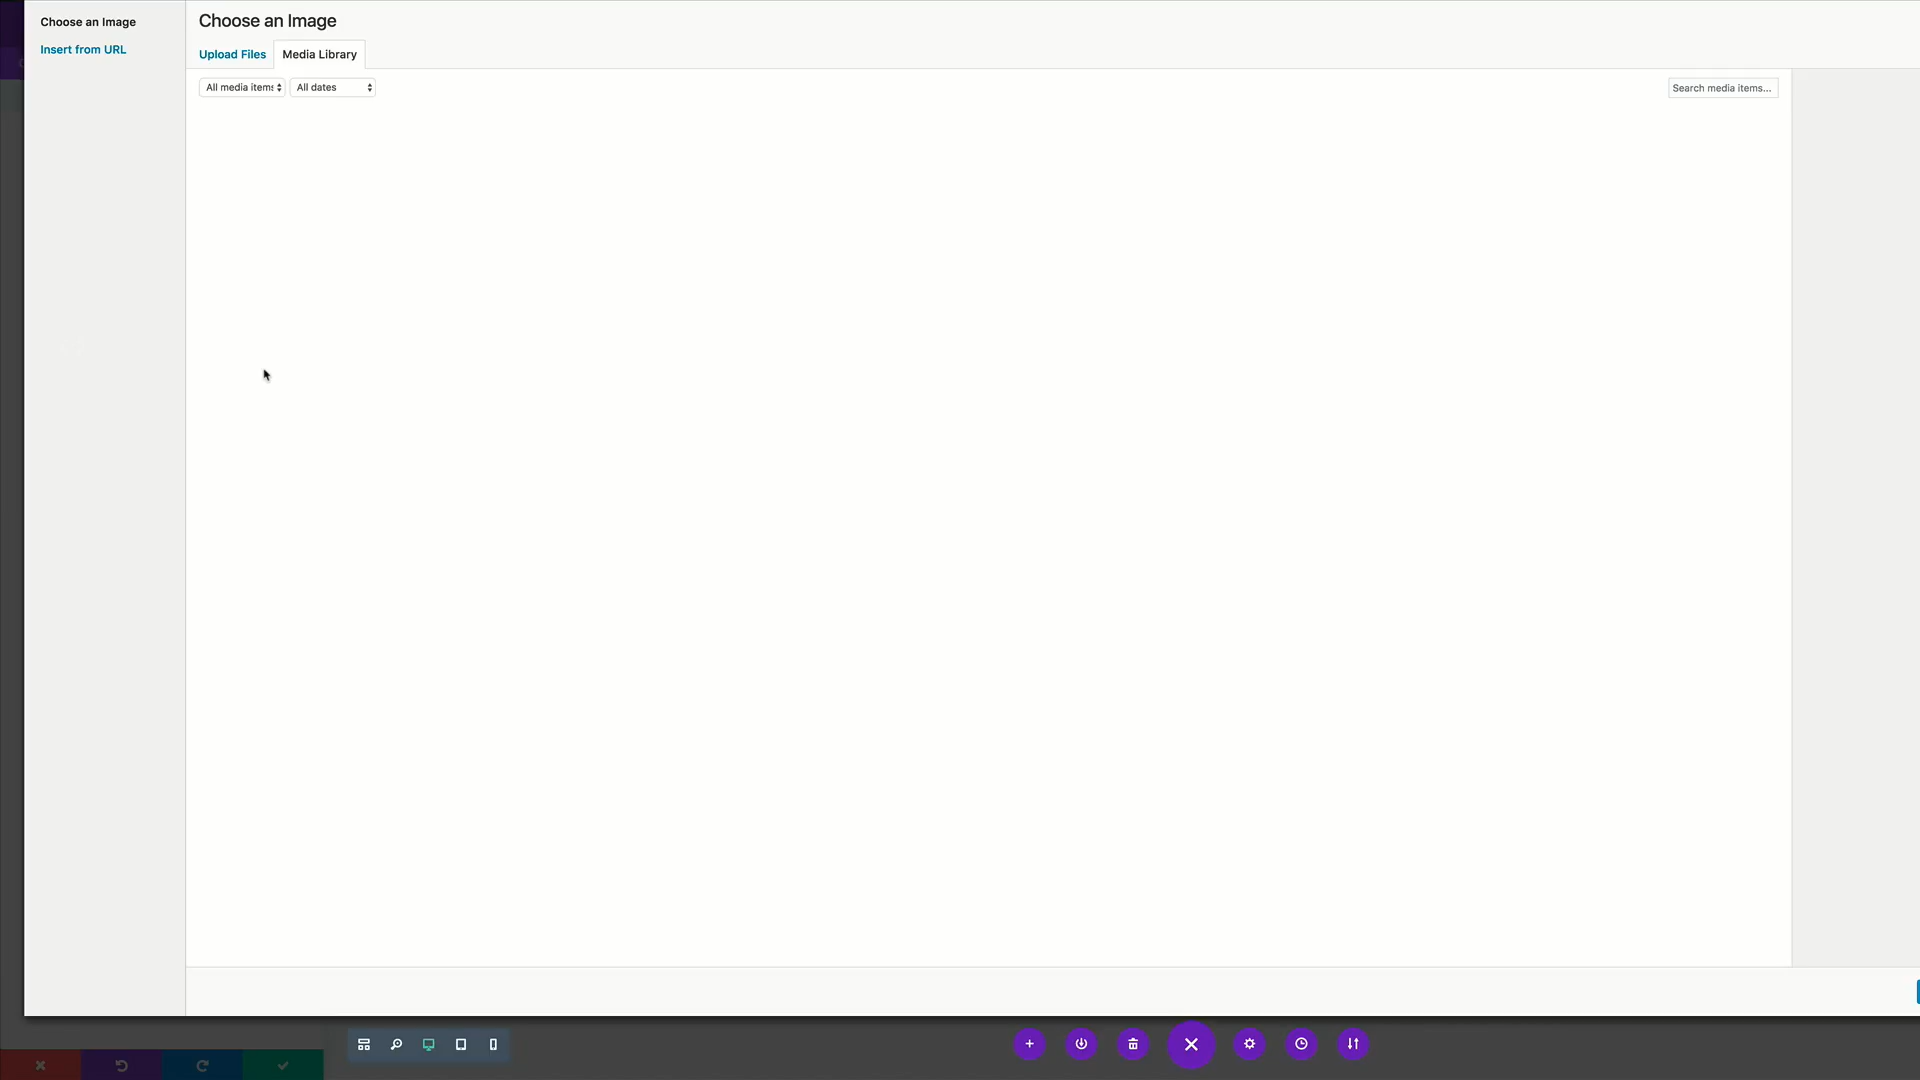 Choose an Image
Insert from URL
Choose an Image
Upload Files
Media Library
All media items
All dates
Search media items...